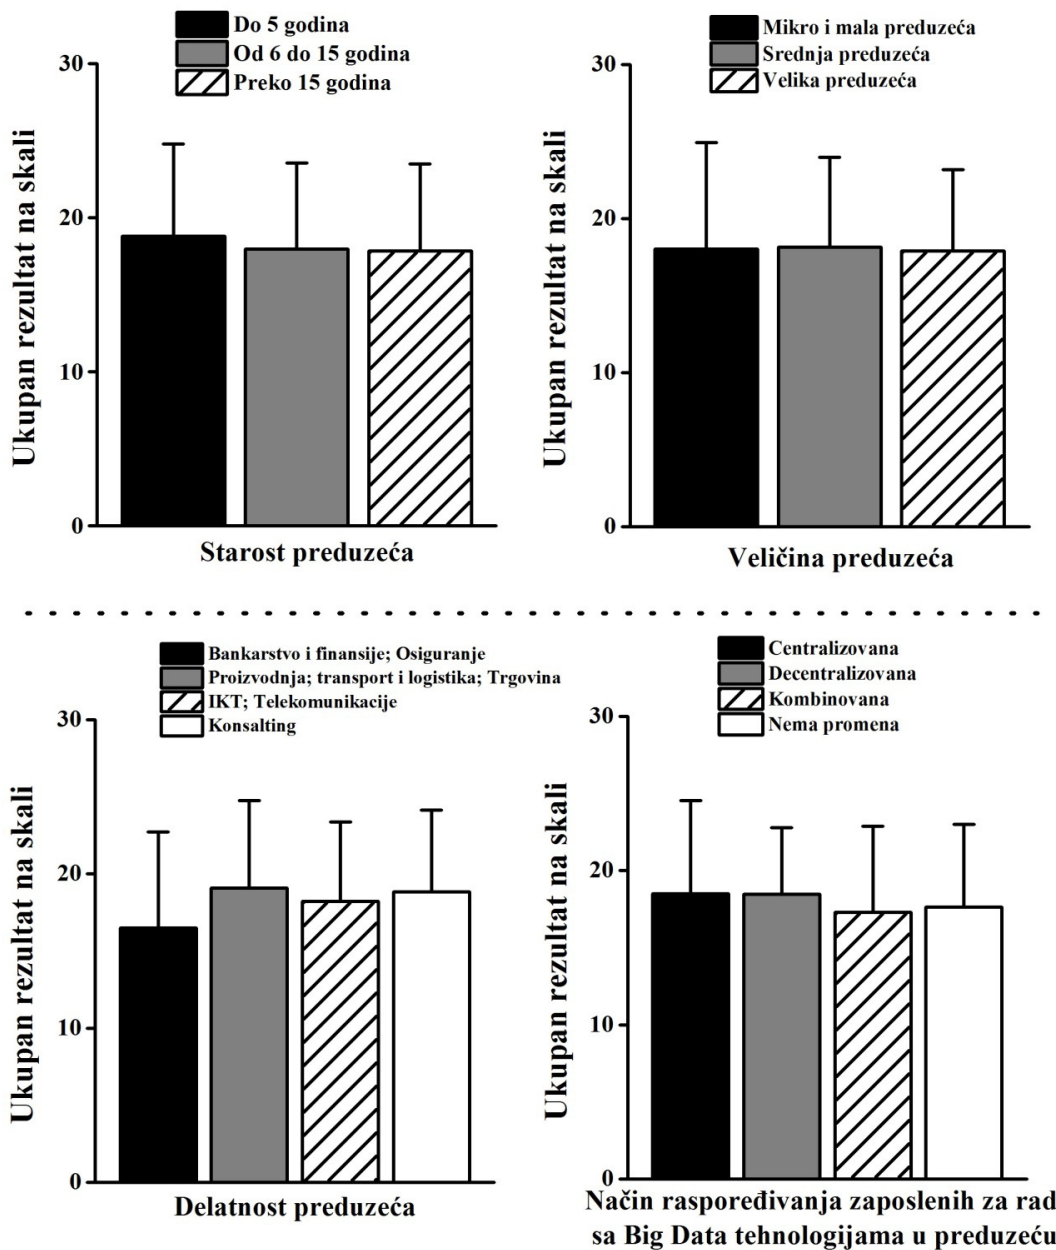 Do 5 godina
Od 6 do 15 godina
Preko 15 godina
30
20
10
0
Ukupan rezultat na skali
Starost preduzeća
Mikro i mala preduzeća
Srednja preduzeća
Velika preduzeća
30
20
10
0
Ukupan rezultat na skali
Veličina preduzeća
Bankarstvo i finansije; Osiguranje
Proizvodnja; transport i logistika; Trgovina
IKT; Telekomunikacije
Konsalting
30
20
10
0
Ukupan rezultat na skali
Delatnost preduzeća
Centralizovana
Decentralizovana
Kombinovana
Nema promena
30
20
10
0
Ukupan rezultat na skali
Način raspoređivanja zaposlenih za rad
sa Big Data tehnologijama u preduzeću